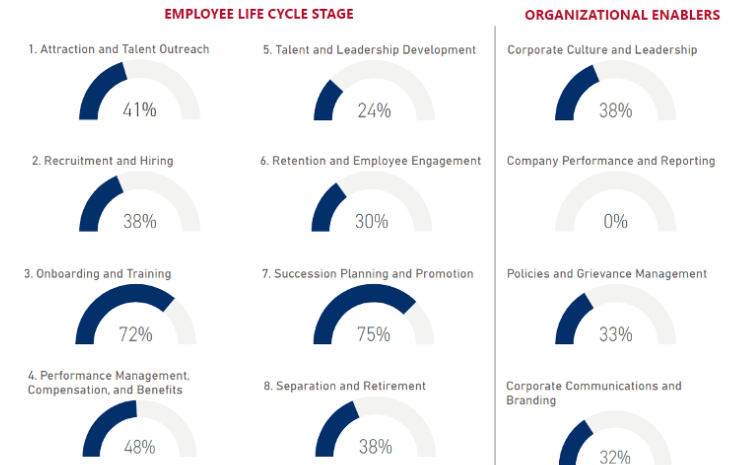 EMPLOYEE LIFE CYCLE STAGE
ORGANIZATIONAL ENABLERS
1. Attraction and Talent Outreach
41%
5. Talent and Leadership Development
24%
Corporate Culture and Leadership
38%
2. Recruitment and Hiring
38%
6. Retention and Employee Engagement
30%
Company Performance and Reporting
0%
3. Onboarding and Training
72%
7. Succession Planning and Promotion
75%
Policies and Grievance Management
33%
4. Performance Management,
Compensation, and Benefits
48%
8. Separation and Retirement
38%
Corporate Communications and
Branding
32%